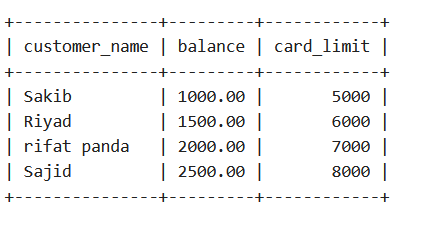 +---------------+---------+------------+
| customer_name | balance | card_limit |
+---------------+---------+------------+
| Sakib         | 1000.00 |       5000 |
| Riyad         | 1500.00 |       6000 |
| rifat panda   | 2000.00 |       7000 |
| Sajid         | 2500.00 |       8000 |
+---------------+---------+------------+